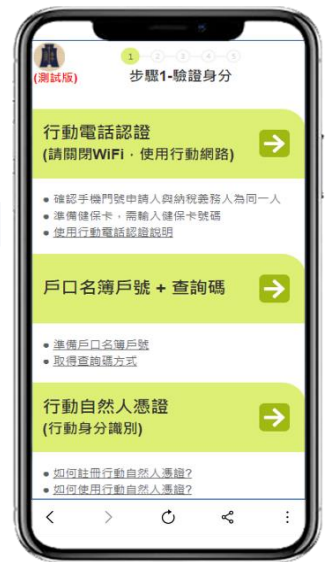 1 2 3 4 5
(測試版)
步驟1-驗證身分
行動電話認證
(請關閉WiFi，使用行動網路)
確認手機門號申請人與納稅義務人為同一人
準備健保卡，需輸入健保卡號碼
使用行動電話認證說明
戶口名簿戶號 + 查詢碼
準備戶口名簿戶號
取得查詢碼方式
行動自然人憑證
(行動身分識別)
如何註冊行動自然人憑證?
如何使用行動自然人憑證?